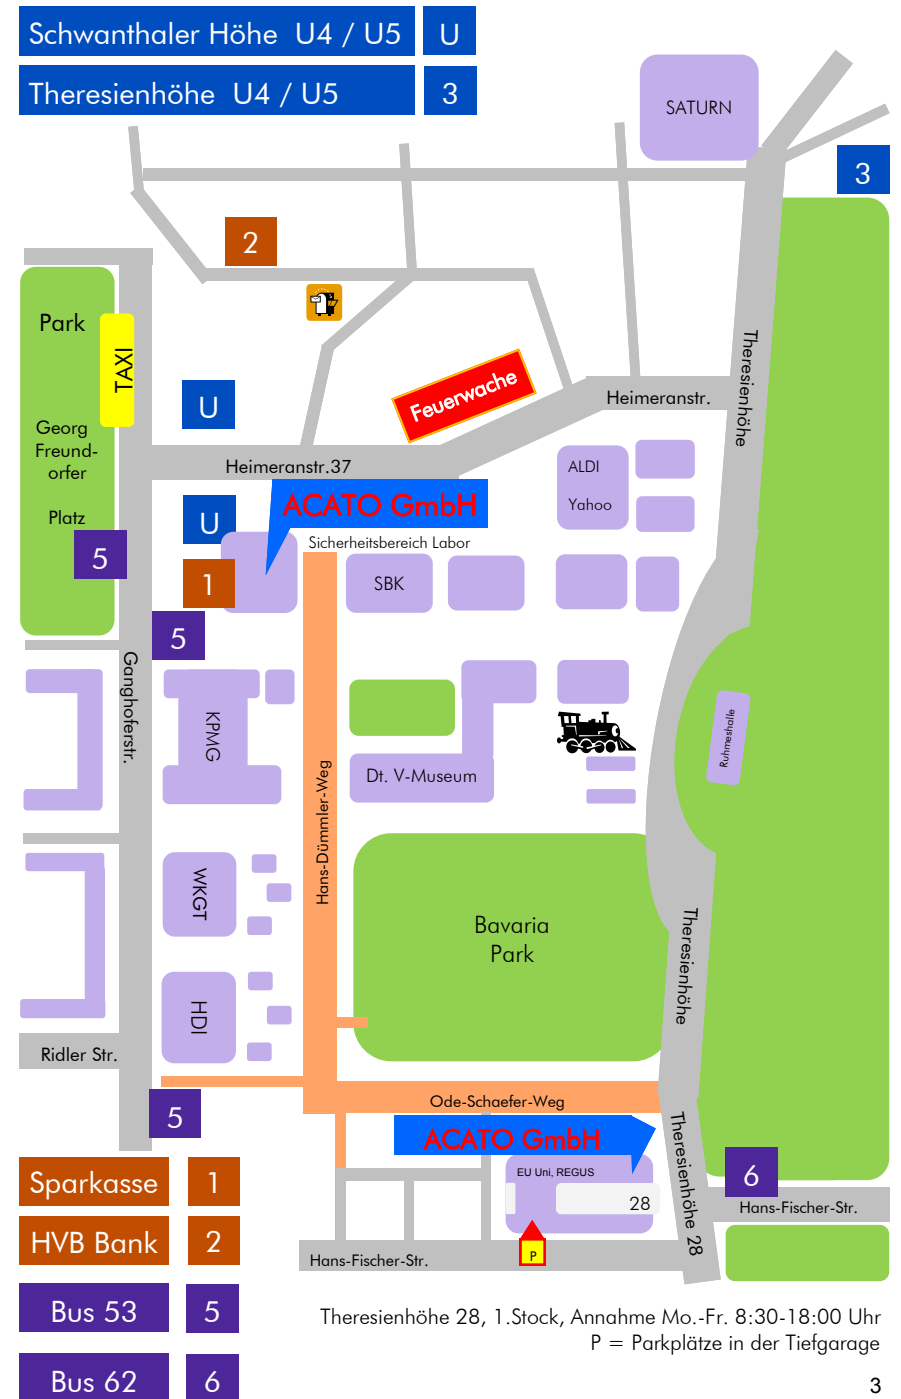 Schwanthaler Höhe U4 / U5 U
Theresienhöhe U4 / U5 3
SATURN
3
2
Park
TAXI
Theresienhöhe
Feuerwache
U
Heimeranstr.
Georg
Freund-
orfer
Platz
Heimeranstr.37
ALDI
Yahoo
ACATO GmbH
U
Sicherheitsbereich Labor
5
1
SBK
5
Ganghoferstr.
KPMG
Ruhmeshalle
Dt. V-Museum
Hans-Dümmler-Weg
WKGT
Bavaria
Park
Theresienhöhe
HDI
Ridler Str.
Ode-Schaefer-Weg
5
ACATO GmbH
Theresienhöhe 28
EU Uni, REGUS
6
28
Hans-Fischer-Str.
Sparkasse 1
HVB Bank 2
P
Hans-Fischer-Str.
Bus 53 5
Theresienhöhe 28, 1.Stock, Annahme Mo.-Fr. 8:30-18:00 Uhr
P = Parkplätze in der Tiefgarage
Bus 62 6
3